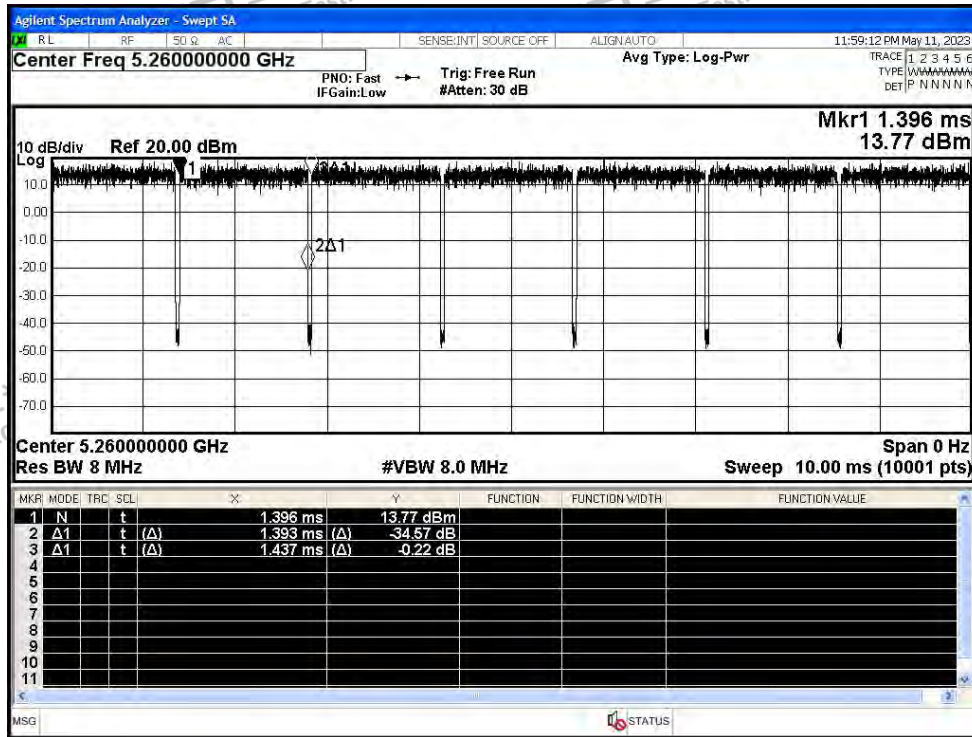 Agilent Spectrum Analyzer - Swept SA
LXI RL RF 50 Ω AC SENSE:INT SOURCE OFF ALIGN AUTO 11:59:12 PM May 11, 2023
Center Freq 5.260000000 GHz Avg Type: Log-Pwr TRACE 1 2 3 4 5 6
PNO: Fast Trig: Free Run TYPE
IFGain:Low #Atten: 30 dB DET P N N N N N
Mkr1 1.396 ms
10 dB/div Ref 20.00 dBm 13.77 dBm
Log
1
10.0
0.00
-10.0
2Δ1
-20.0
-30.0
-40.0
-50.0
-60.0
-70.0
Center 5.260000000 GHz Span 0 Hz
Res BW 8 MHz #VBW 8.0 MHz Sweep 10.00 ms (10001 pts)
MKR MODE TRC SCL X Y FUNCTION FUNCTION WIDTH FUNCTION VALUE
1 N t 1.396 ms 13.77 dBm
2 Δ1 t (Δ) 1.393 ms (Δ) -34.57 dB
3 Δ1 t (Δ) 1.437 ms (Δ) -0.22 dB
4
5
6
7
8
9
10
11
MSG STATUS